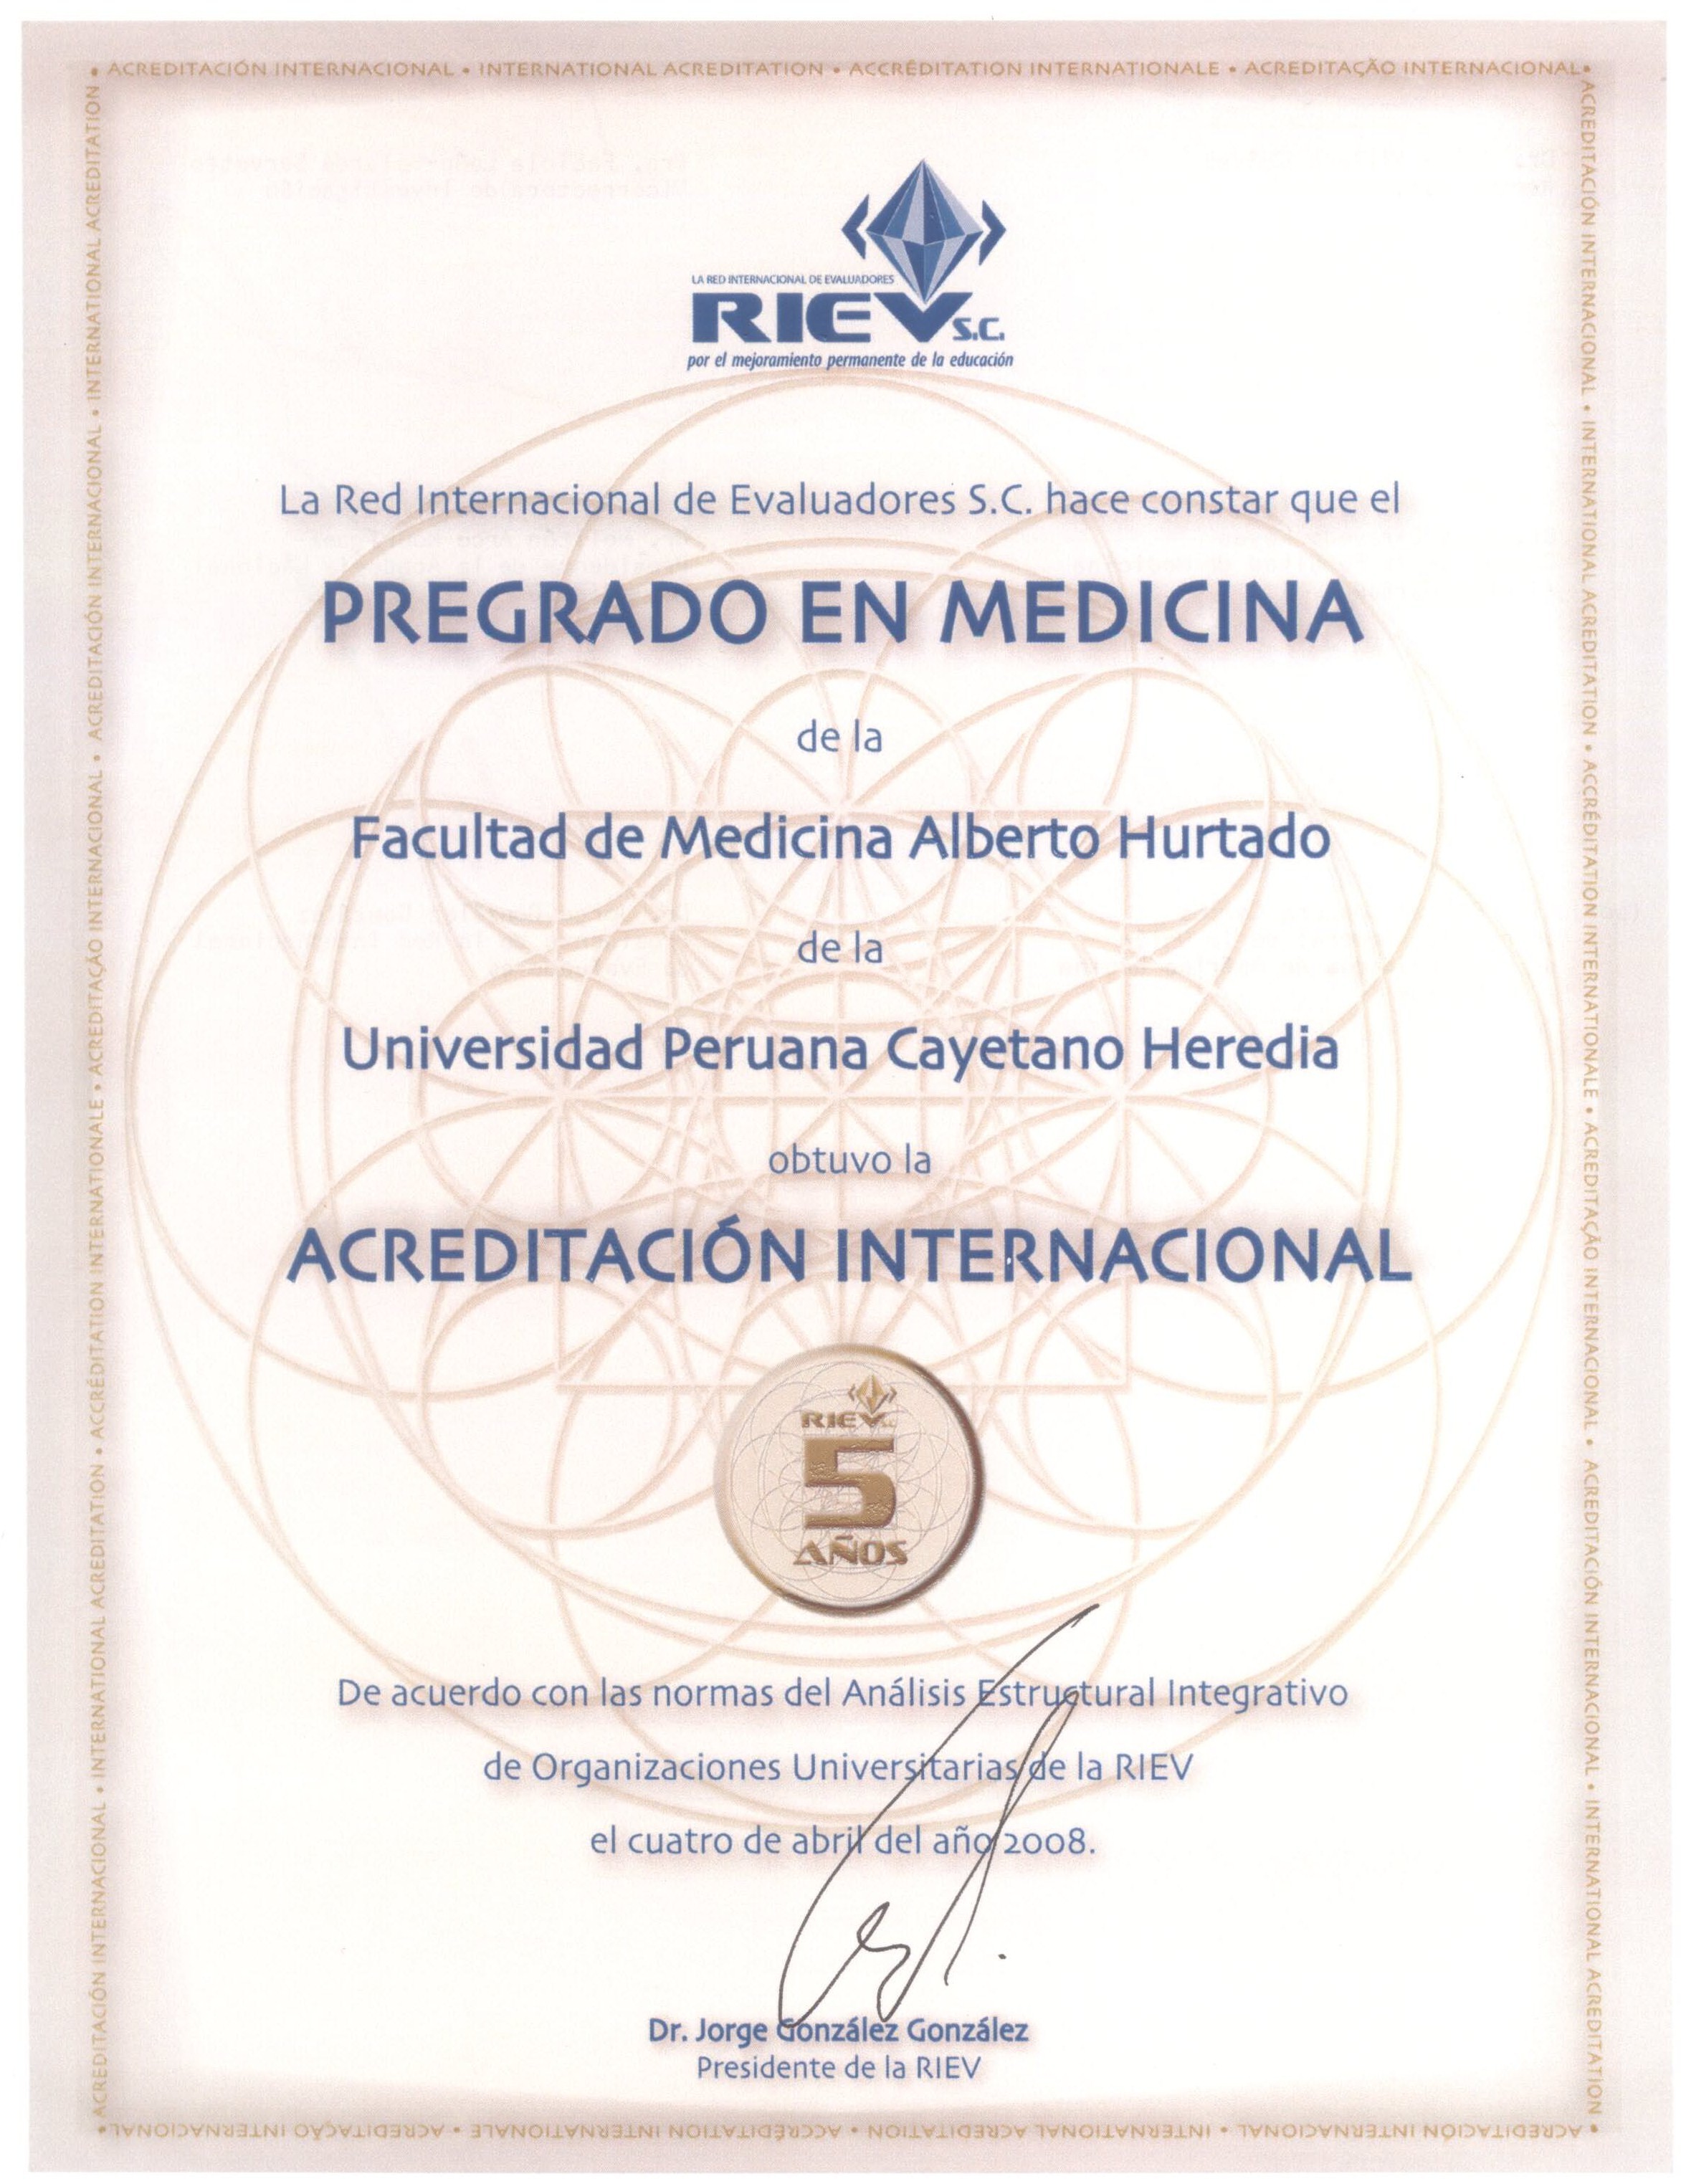 • ACREDITACIÓN INTERNACIONAL • INTERNATIONAL ACREDITATION • ACCRÉDITATION INTERNATIONALE • ACREDITAÇÃO INTERNACIONAL •
LA RED INTERNACIONAL DE EVALUADORES
RIEV S.C.
por el mejoramiento permanente de la educación
La Red Internacional de Evaluadores S.C. hace constar que el
PREGRADO EN MEDICINA
de la
Facultad de Medicina Alberto Hurtado
de la
Universidad Peruana Cayetano Heredia
obtuvo la
ACREDITACIÓN INTERNACIONAL
RIEV
5
AÑOS
De acuerdo con las normas del Análisis Estructural Integrativo
de Organizaciones Universitarias de la RIEV
el cuatro de abril del año 2008.
Dr. Jorge González González
Presidente de la RIEV
• ACREDITACIÓN INTERNACIONAL • INTERNATIONAL ACREDITATION • ACCRÉDITATION INTERNATIONALE • ACREDITAÇÃO INTERNACIONAL • ACREDITACIÓN INTERNACIONAL • INTERNATIONAL ACREDITATION
ACREDITACIÓN INTERNACIONAL • INTERNATIONAL ACREDITATION • ACCRÉDITATION INTERNATIONALE • ACREDITAÇÃO INTERNACIONAL • ACREDITACIÓN INTERNACIONAL • INTERNATIONAL ACREDITATION
• ACREDITACIÓN INTERNACIONAL • INTERNATIONAL ACREDITATION • ACCRÉDITATION INTERNATIONALE • ACREDITAÇÃO INTERNACIONAL •